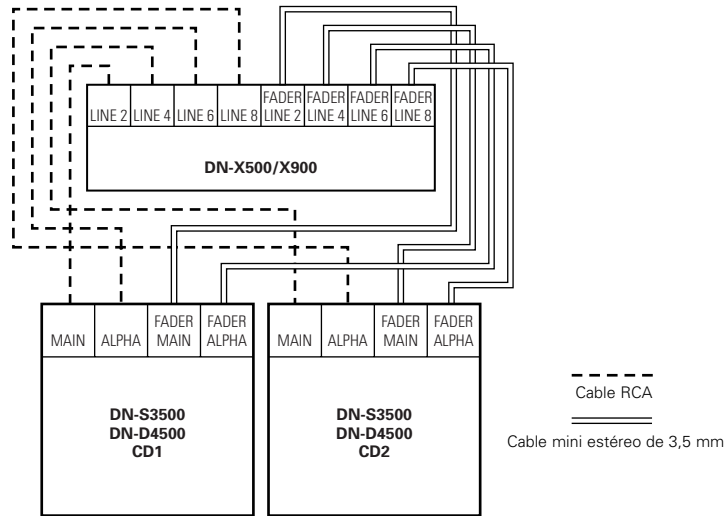 LINE 2 LINE 4 LINE 6 LINE 8 FADER LINE 2 FADER LINE 4 FADER LINE 6 FADER LINE 8
DN-X500/X900
MAIN ALPHA FADER MAIN FADER ALPHA
DN-S3500
DN-D4500
CD1
MAIN ALPHA FADER MAIN FADER ALPHA
DN-S3500
DN-D4500
CD2
Cable RCA
Cable mini estéreo de 3,5 mm